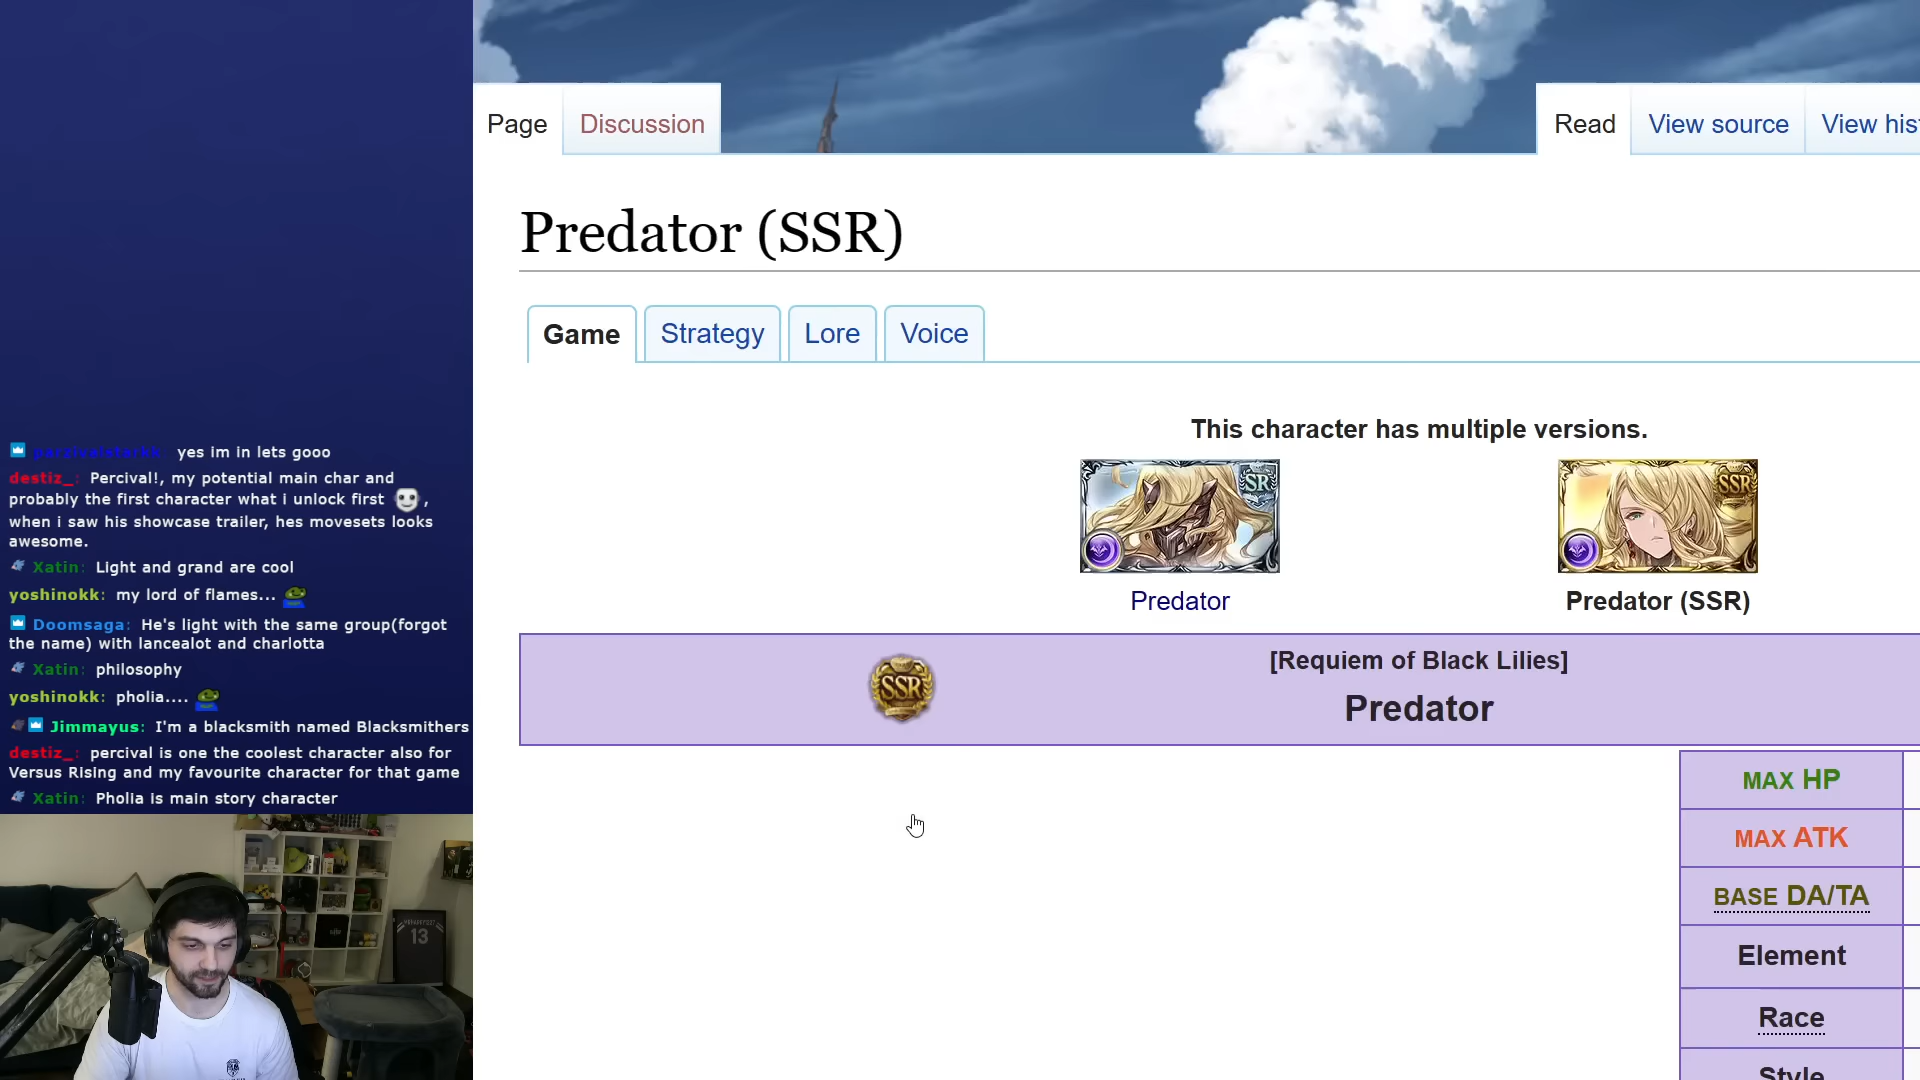 yes im in lets gooo
destiz_: Percival!, my potential main char and
probably the first character what i unlock first ,
when i saw his showcase trailer, hes movesets looks
awesome.
Xatin: Light and grand are cool
yoshinokk: my lord of flames...
Doomsaga: He's light with the same group(forgot
the name) with lancealot and charlotta
Xatin: philosophy
yoshinokk: pholia....
Jimmayus: I'm a blacksmith named Blacksmithers
destiz_: percival is one the coolest character also for
Versus Rising and my favourite character for that game
Xatin: Pholia is main story character
13
Page
Discussion
Read
View source
View his
Predator (SSR)
Game
Strategy
Lore
Voice
This character has multiple versions.
SR
SSR
Predator
Predator (SSR)
SSR
[Requiem of Black Lilies]
Predator
MAX HP
MAX ATK
BASE DA/TA
Element
Race
Style